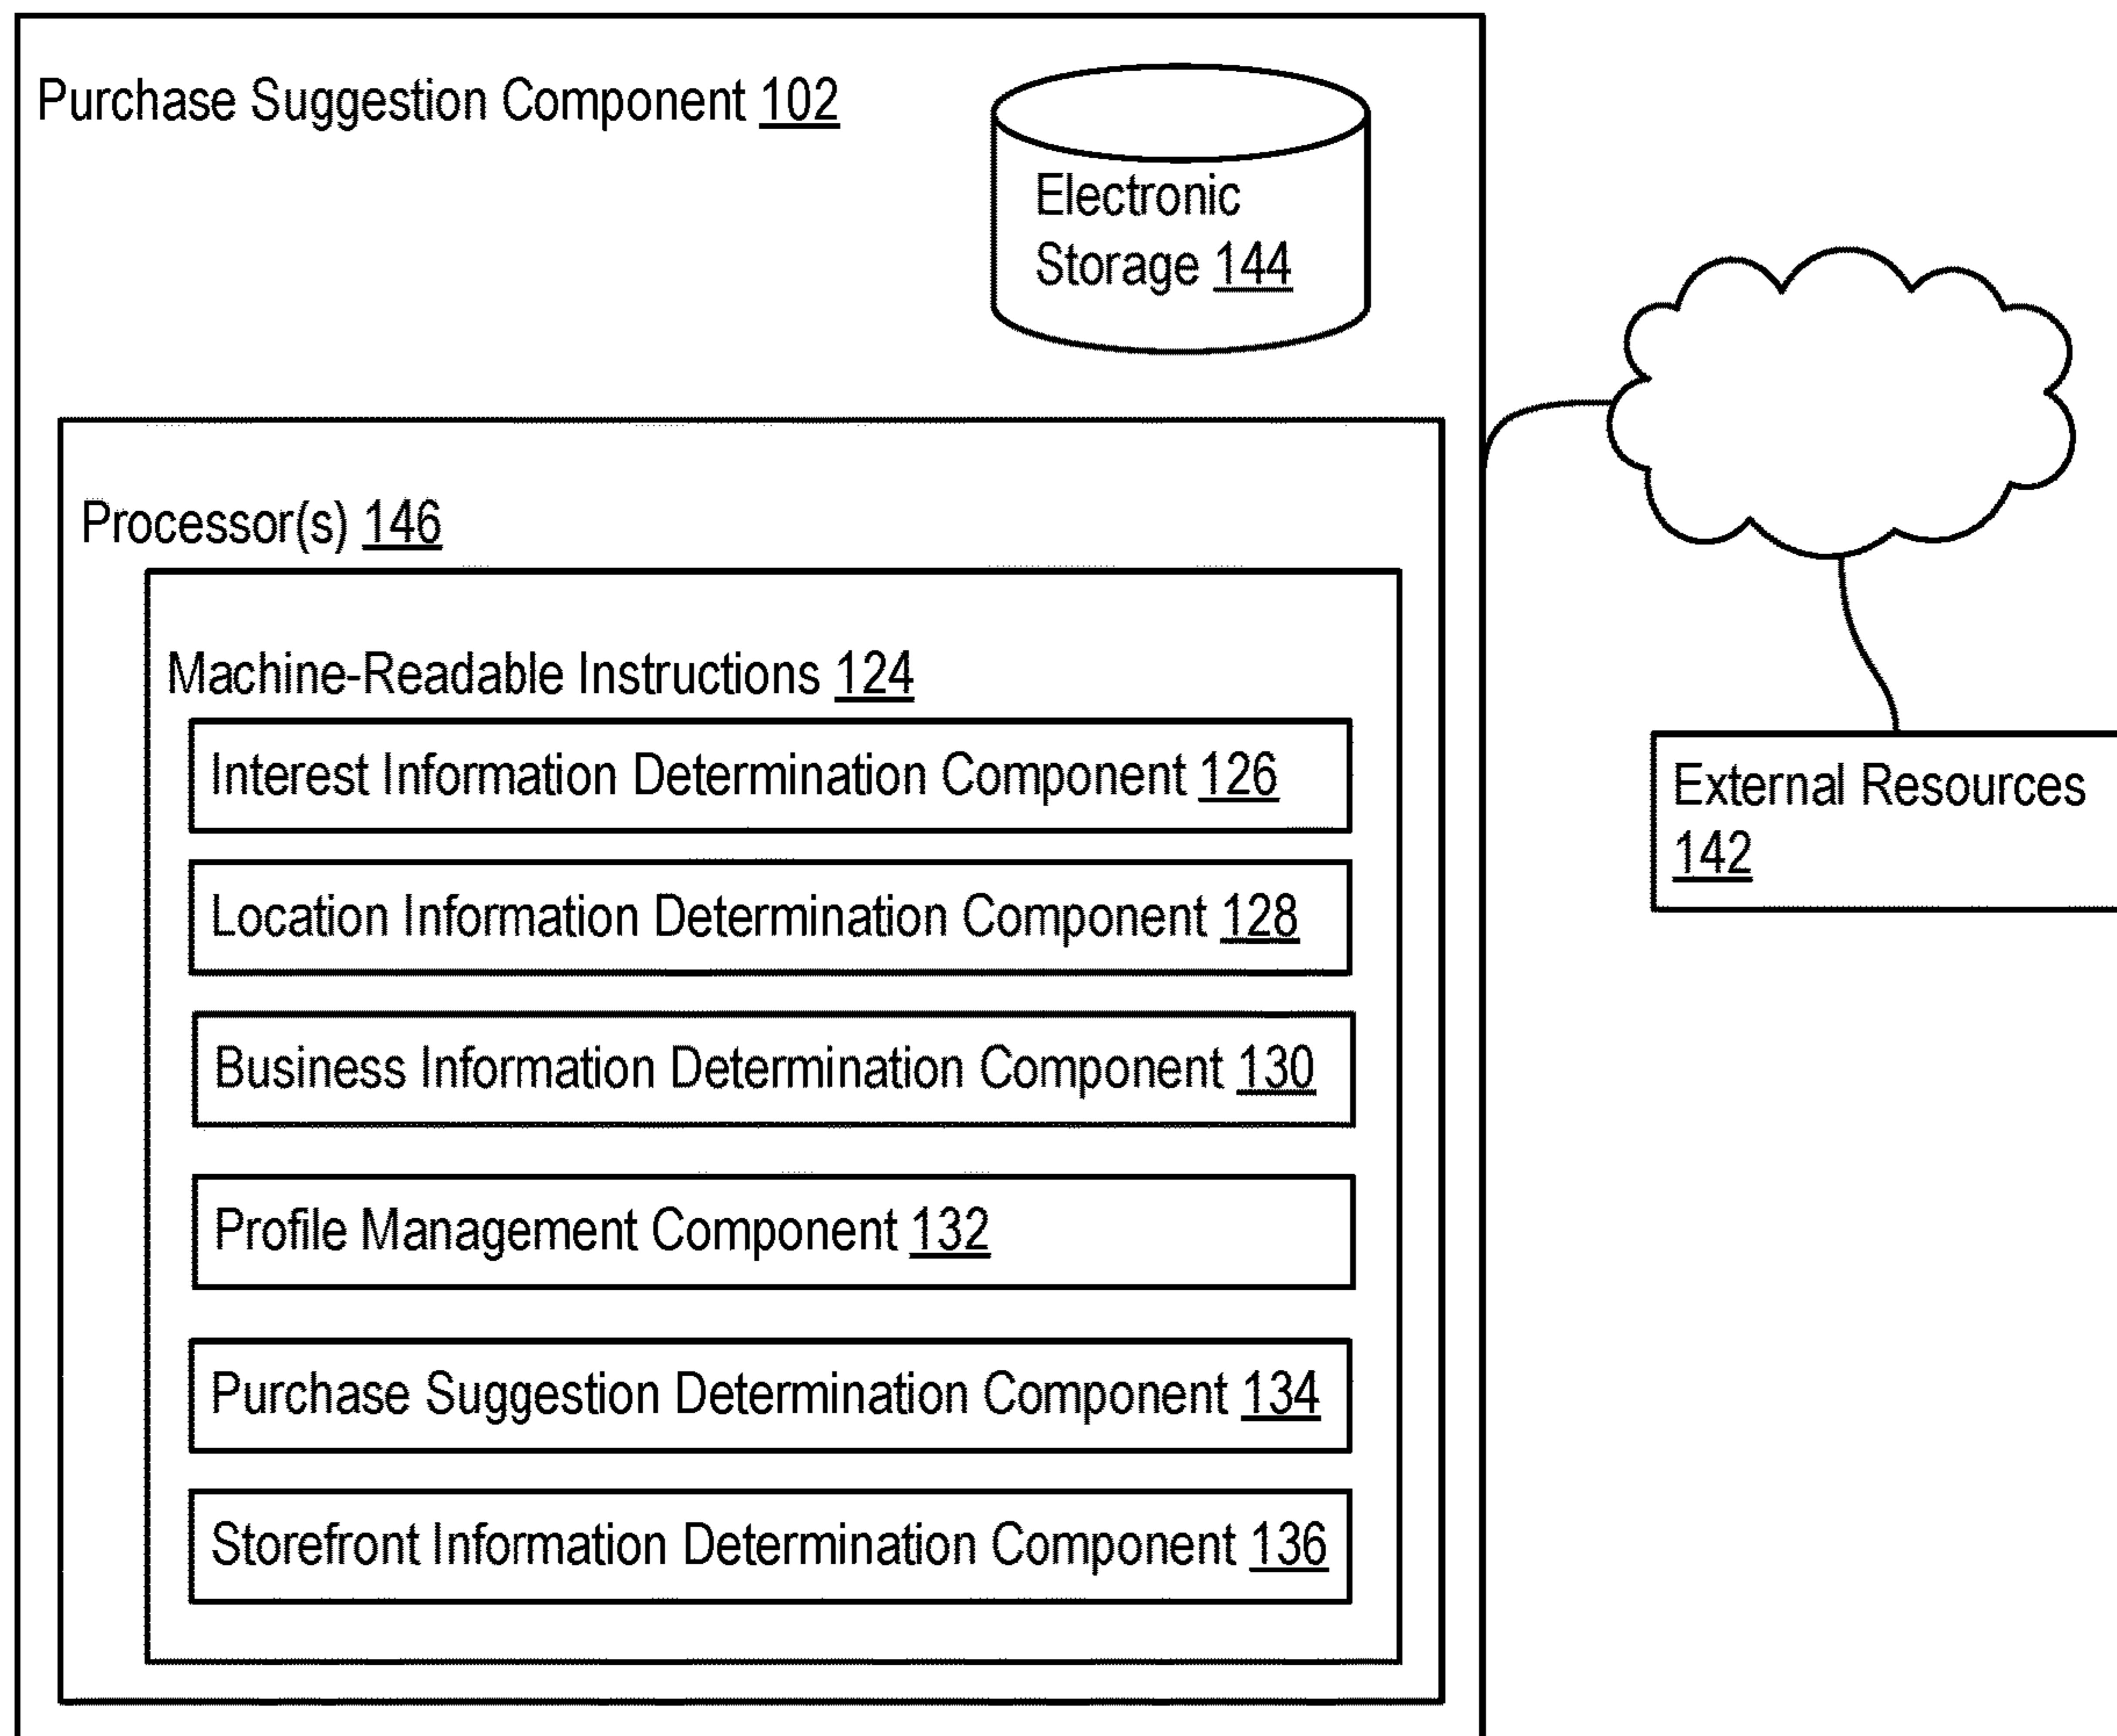 Purchase Suggestion Component 102
Electronic
Storage 144
Processor(s) 146
Machine-Readable Instructions 124
Interest Information Determination Component 126
Location Information Determination Component 128
Business Information Determination Component 130
Profile Management Component 132
Purchase Suggestion Determination Component 134
Storefront Information Determination Component 136
External Resources
142